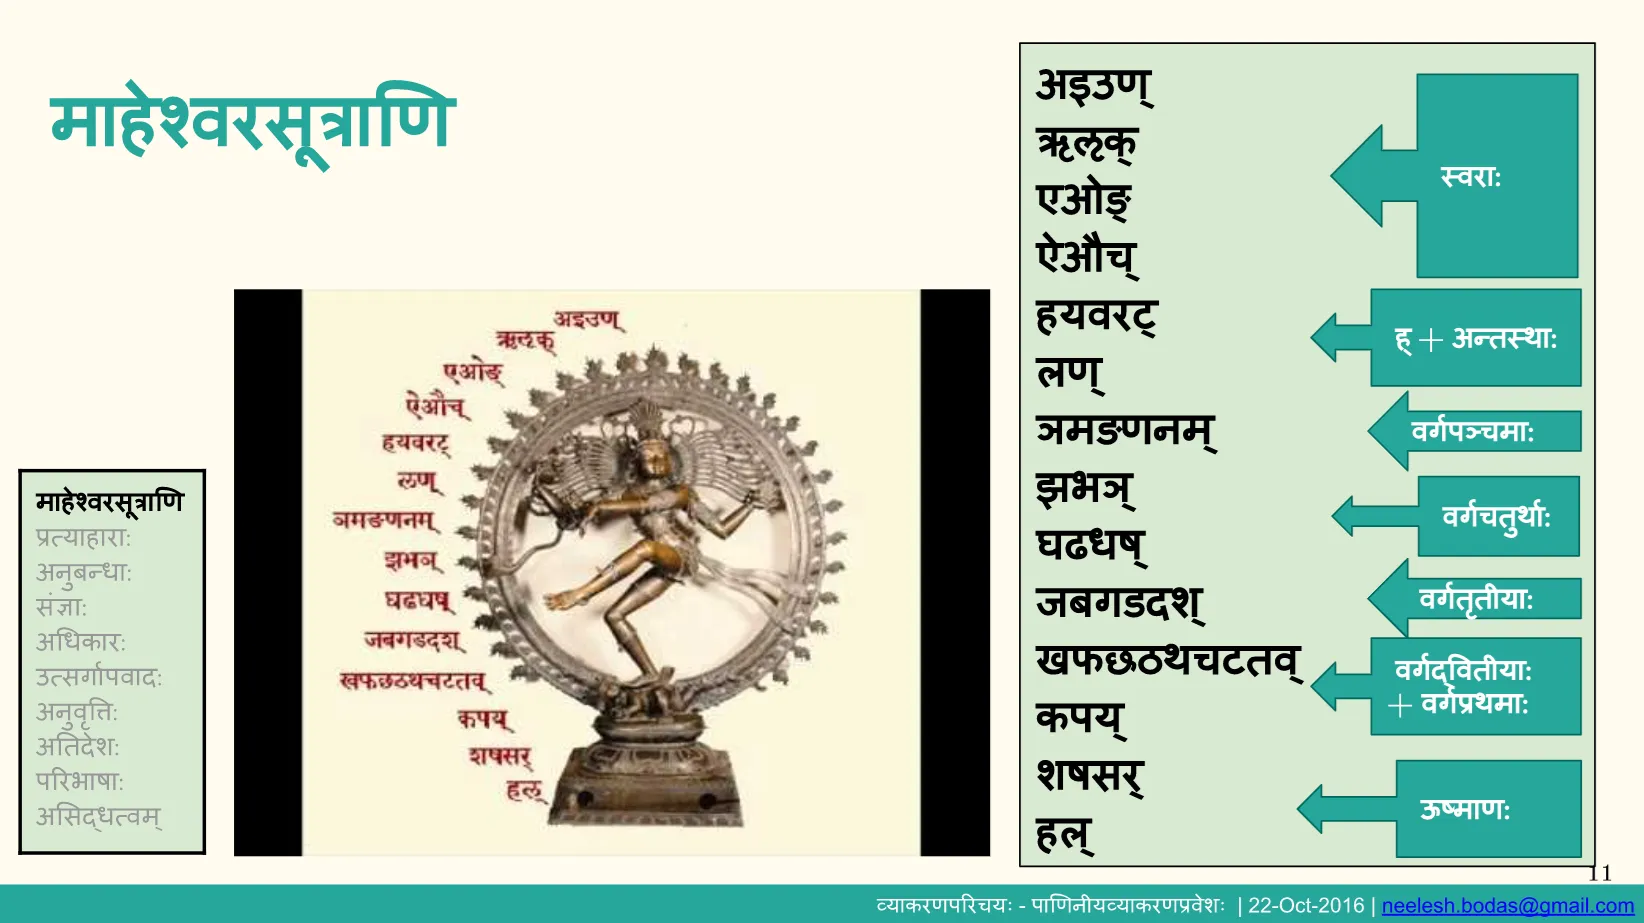 माहेश्वरसूत्राणि
अइउण्
ऋऌक्
एओङ्
ऐऔच्
हयवरट्
लण्
ञमङणनम्
झभञ्
घढधष्
जबगडदश्
खफछठथचटतव्
कपय्
शषसर्
हल्
स्वरा:
ह् + अन्तस्था:
वर्गपञ्चमा:
वर्गचतुर्था:
वर्गतृतीया:
वर्गद्वितीया:
+ वर्गप्रथमा:
ऊष्माण:
अइउण्
ऋऌक्
एओङ्
ऐऔच्
हयवरट्
लण्
ञमङणनम्
झभञ्
घढधष्
जबगडदश्
खफछठथचटतव्
कपय्
शषसर्
हल्
माहेश्वरसूत्राणि
प्रत्याहारा:
अनुबन्धा:
संज्ञा:
अधिकार:
उत्सर्गापवाद:
अनुवृत्ति:
अतिदेश:
परिभाषा:
असिद्धत्वम्
11
व्याकरणपरिचयः - पाणिनीयव्याकरणप्रवेशः | 22-Oct-2016 | neelesh.bodas@gmail.com